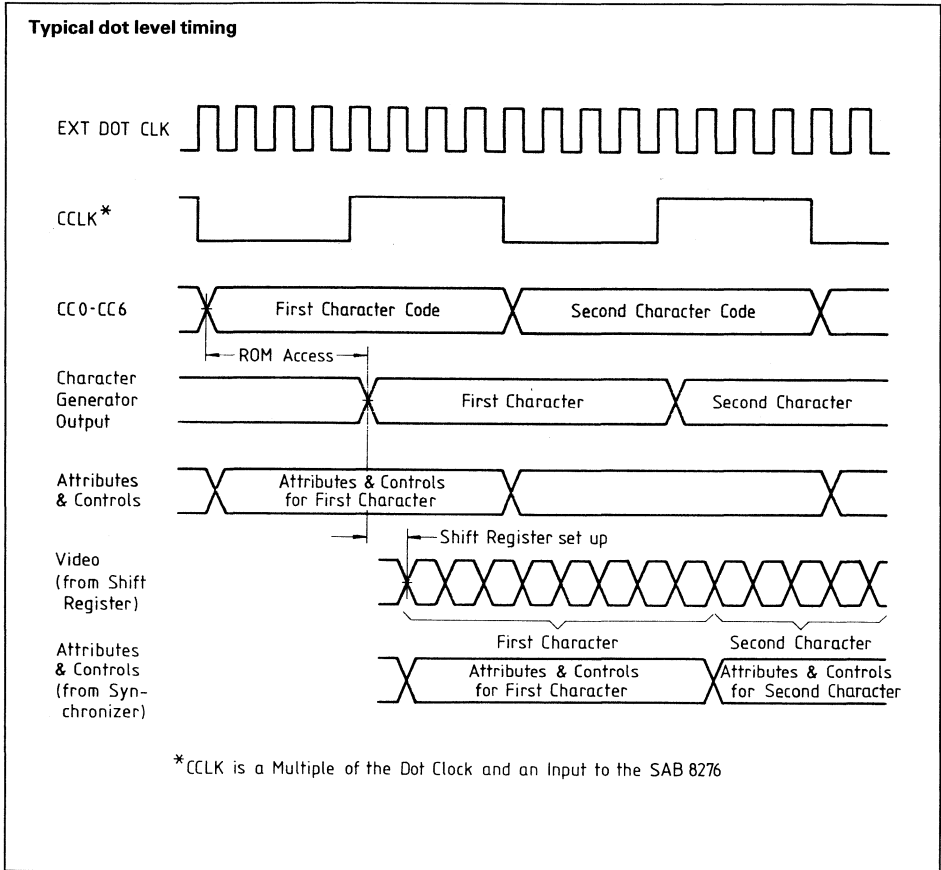 Typical dot level timing
EXT DOT CLK
CCLK*
CC0-CC6
First Character Code
Second Character Code
ROM Access
Character
Generator
Output
First Character
Second Character
Attributes
& Controls
Attributes & Controls
for First Character
Shift Register set up
Video
(from Shift
Register)
First Character
Second Character
Attributes
& Controls
(from Syn-
chronizer)
Attributes & Controls
for First Character
Attributes & Controls
for Second Character
*CCLK is a Multiple of the Dot Clock and an Input to the SAB 8276